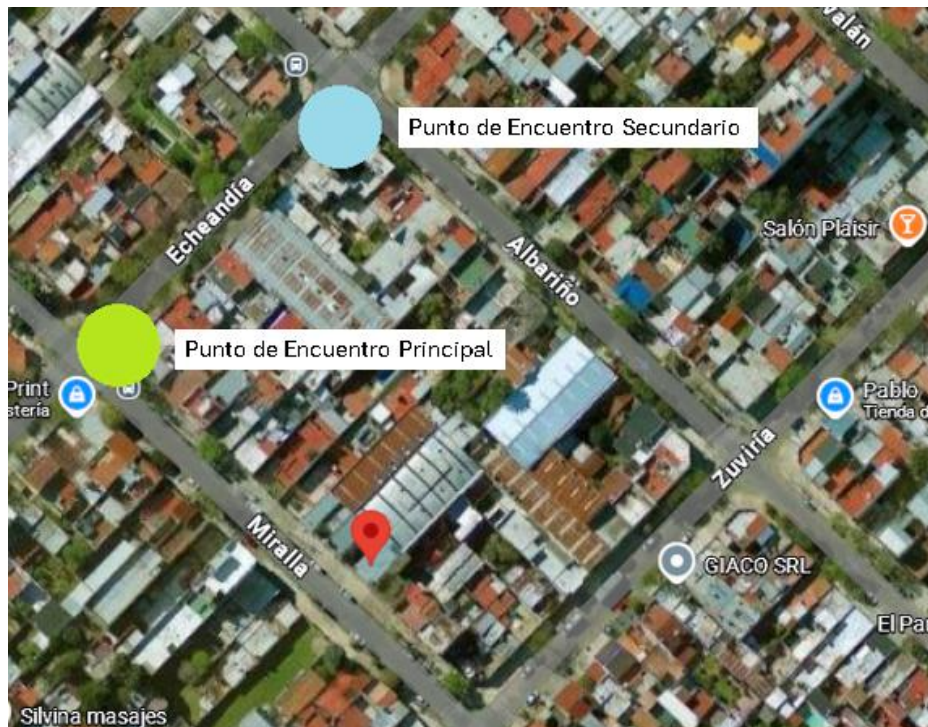 valán
Punto de Encuentro Secundario
Echeandía
Salón Plaisir
Albariño
Punto de Encuentro Principal
Print
stería
Pablo
Tienda d
Zuviría
Miralla
GIACO SRL
El Par
Silvina masajes